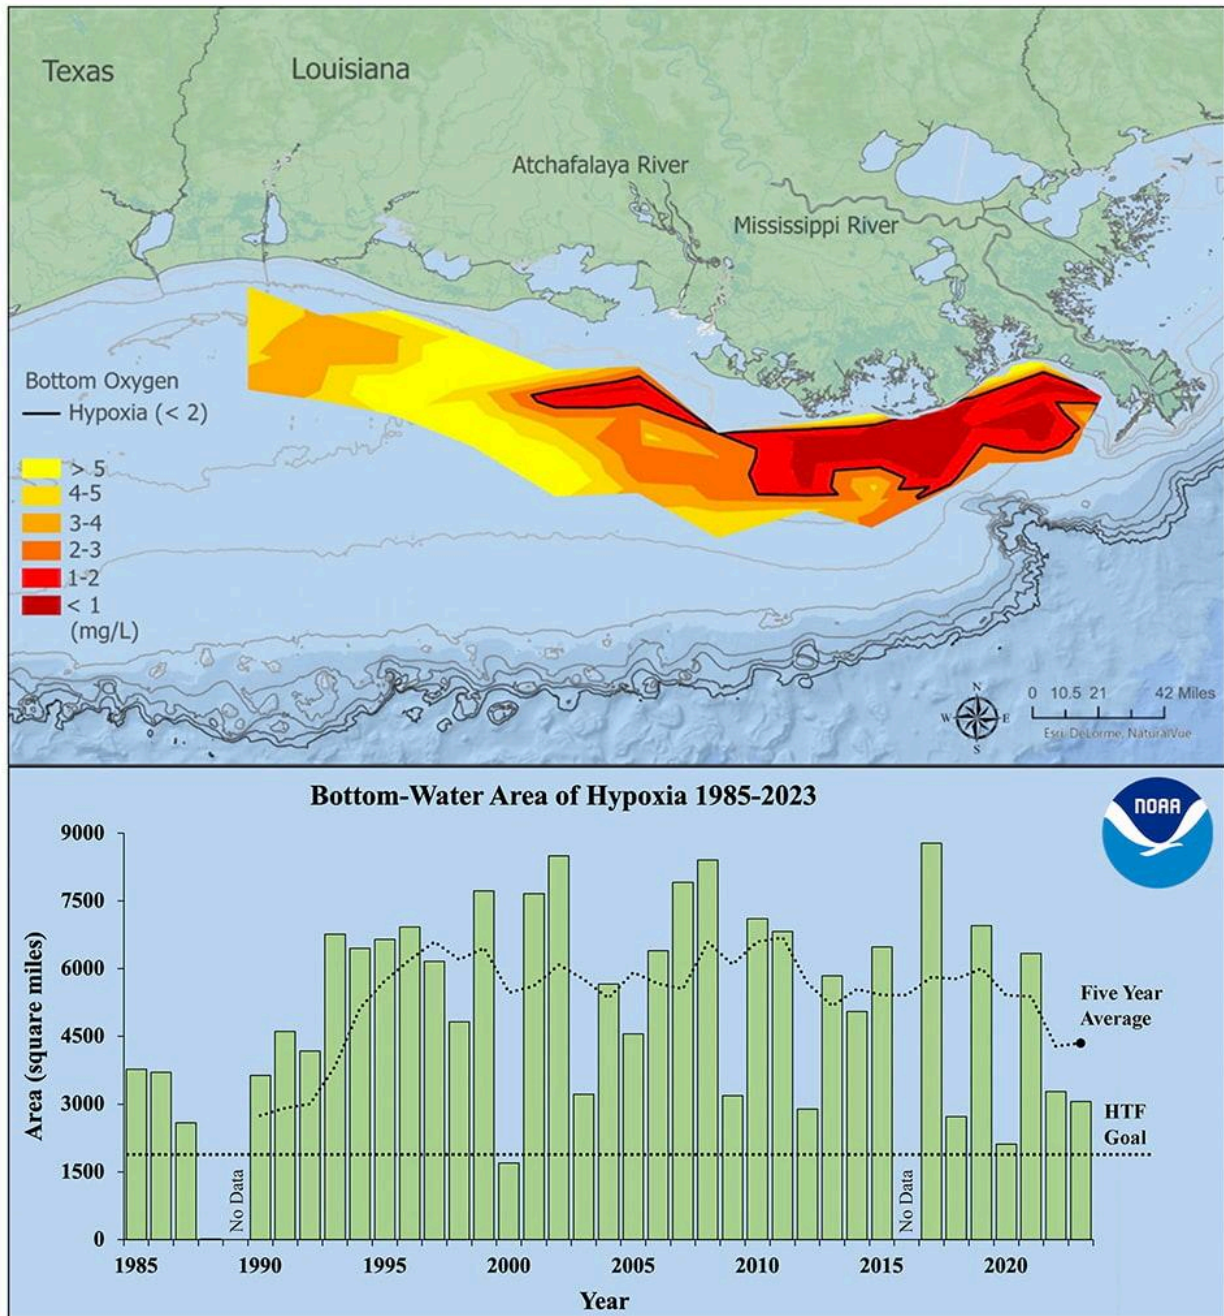 Texas
Louisiana
Atchafalaya River
Mississippi River
Bottom Oxygen
Hypoxia (< 2)
> 5
4-5
3-4
2-3
1-2
< 1
(mg/L)
N
W E
S
0 10.5 21 42 Miles
Esri, DeLorme, NaturalVue
Bottom-Water Area of Hypoxia 1985-2023
NOAA
9000
7500
6000
4500
3000
1500
0
Area (square miles)
No Data
No Data
Five Year
Average
HTF
Goal
1985 1990 1995 2000 2005 2010 2015 2020
Year